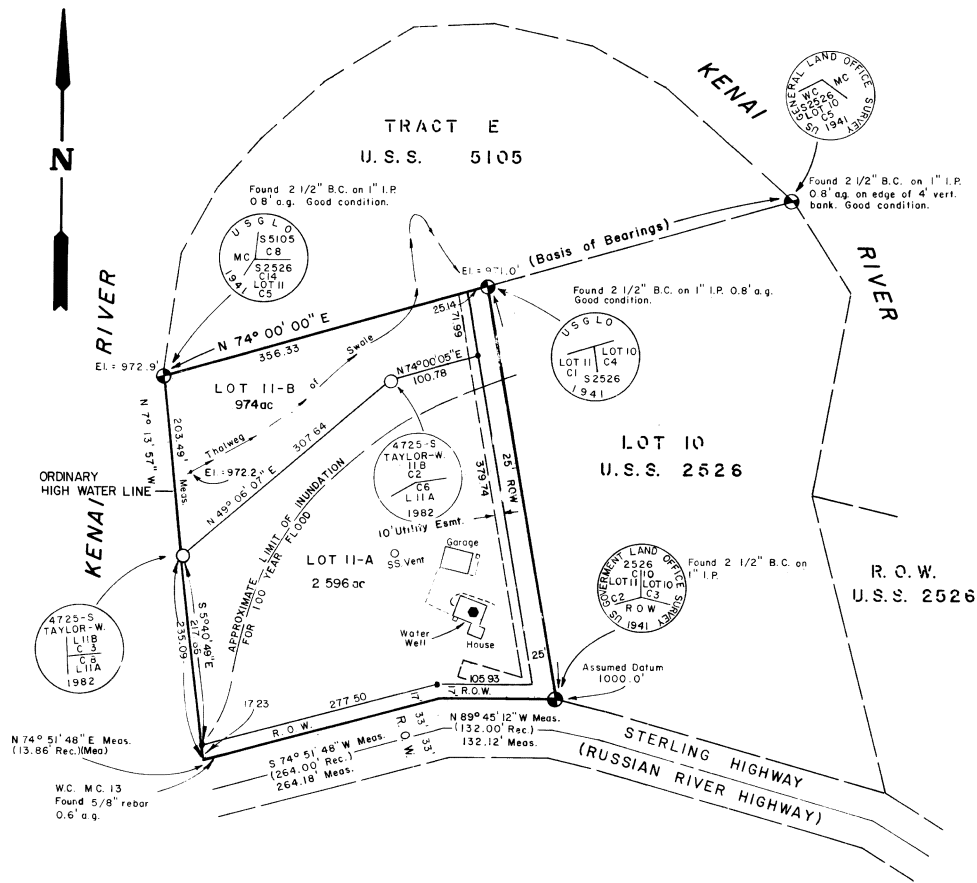 N
KENAI
RIVER
US GENERAL LAND OFFICE SURVEY
WC MC
S2526
LOT 10
C5
1941
Found 2 1/2" B.C. on 1" I.P.
0.8' a.g. on edge of 4' vert.
bank. Good condition.
TRACT E
U.S.S. 5105
Found 2 1/2" B.C. on 1" I.P.
0.8' a.g. Good condition.
USGLO
S5105
C8
MC
S2526
C14
LOT 11
C5
1941
RIVER
KENAI
(Basis of Bearings)
El. = 971.0'
Found 2 1/2" B.C. on 1" I.P. 0.8' a.g.
Good condition.
USGLO
LOT 11 LOT 10
C1 C4
S2526
1941
N 74° 00' 00" E
356.33
25.14
71.99
El. = 972.9'
LOT 11-B
.974 ac
Thalweg of Swale
N 74°00'05"E
100.78
N 7° 13' 57" W
203.49' Meas.
El. = 972.2'
N 49° 06' 07" E 307.64
ORDINARY
HIGH WATER LINE
4725-S
TAYLOR-W.
11B
C2
C6
L11A
1982
379.74
25' ROW
10' Utility Esmt.
APPROXIMATE LIMIT OF INUNDATION
FOR 100 YEAR FLOOD
LOT 11-A
2 596 ac
SS. Vent
Garage
Water
Well
House
LOT 10
U.S.S. 2526
R.O.W.
U.S.S. 2526
US GOVERMENT LAND OFFICE SURVEY
2526
C10
LOT11 LOT10
C2 C3
ROW
1941
Found 2 1/2" B.C. on
1" I.P.
Assumed Datum
1000.0'
4725-S
TAYLOR-W.
L11B
C 3
C 8
L11A
1982
S 5°40'49"E
217.85
235.09
17.23
277.50
R.O.W.
105.93
R.O.W.
25'
17'
17'
33'
33'
R.O.W.
N 74° 51' 48" E Meas.
(13.86' Rec.)(Mea)
W.C. MC. 13
Found 5/8" rebar
0.6' a.g.
S 74° 51' 48" W Meas.
(264.00' Rec.)
264.18' Meas.
N 89° 45' 12" W Meas.
(132.00' Rec.)
132.12' Meas.
STERLING HIGHWAY
(RUSSIAN RIVER HIGHWAY)